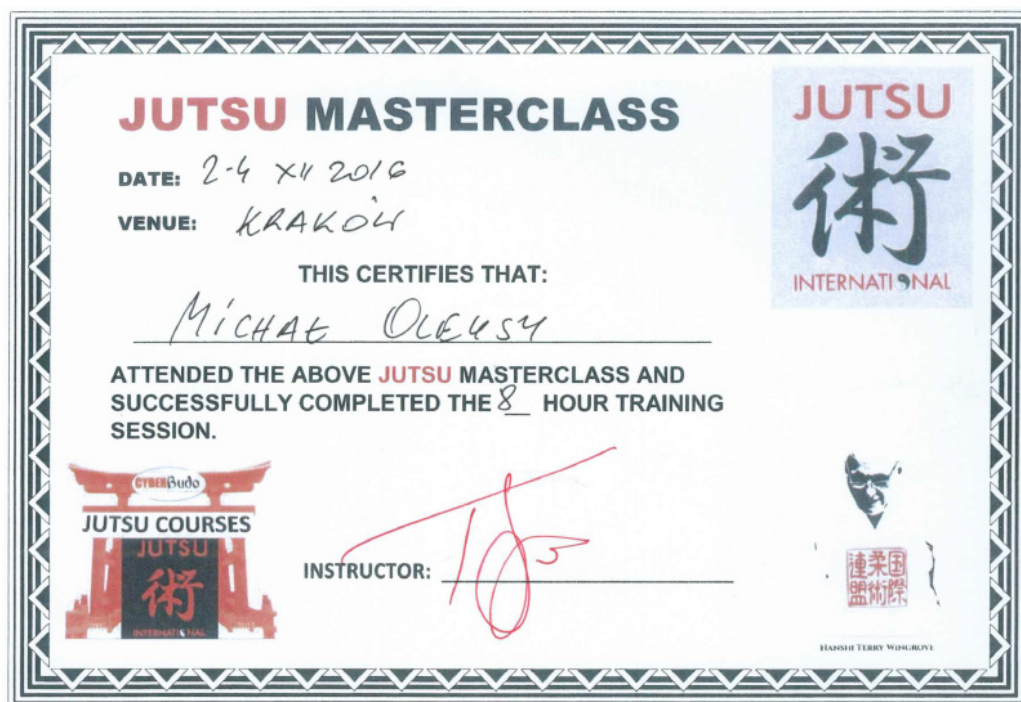 JUTSU MASTERCLASS
DATE: 2-4 XII 2016
VENUE: KRAKÓW
THIS CERTIFIES THAT:
MICHAŁ OLEKSY
ATTENDED THE ABOVE JUTSU MASTERCLASS AND
SUCCESSFULLY COMPLETED THE 8 HOUR TRAINING
SESSION.
INSTRUCTOR:
JUTSU
術
INTERNATIONAL
CYBERBudo
JUTSU COURSES
JUTSU
術
INTERNATIONAL
国際
柔術
連盟
HANSHI TERRY WINGROVE